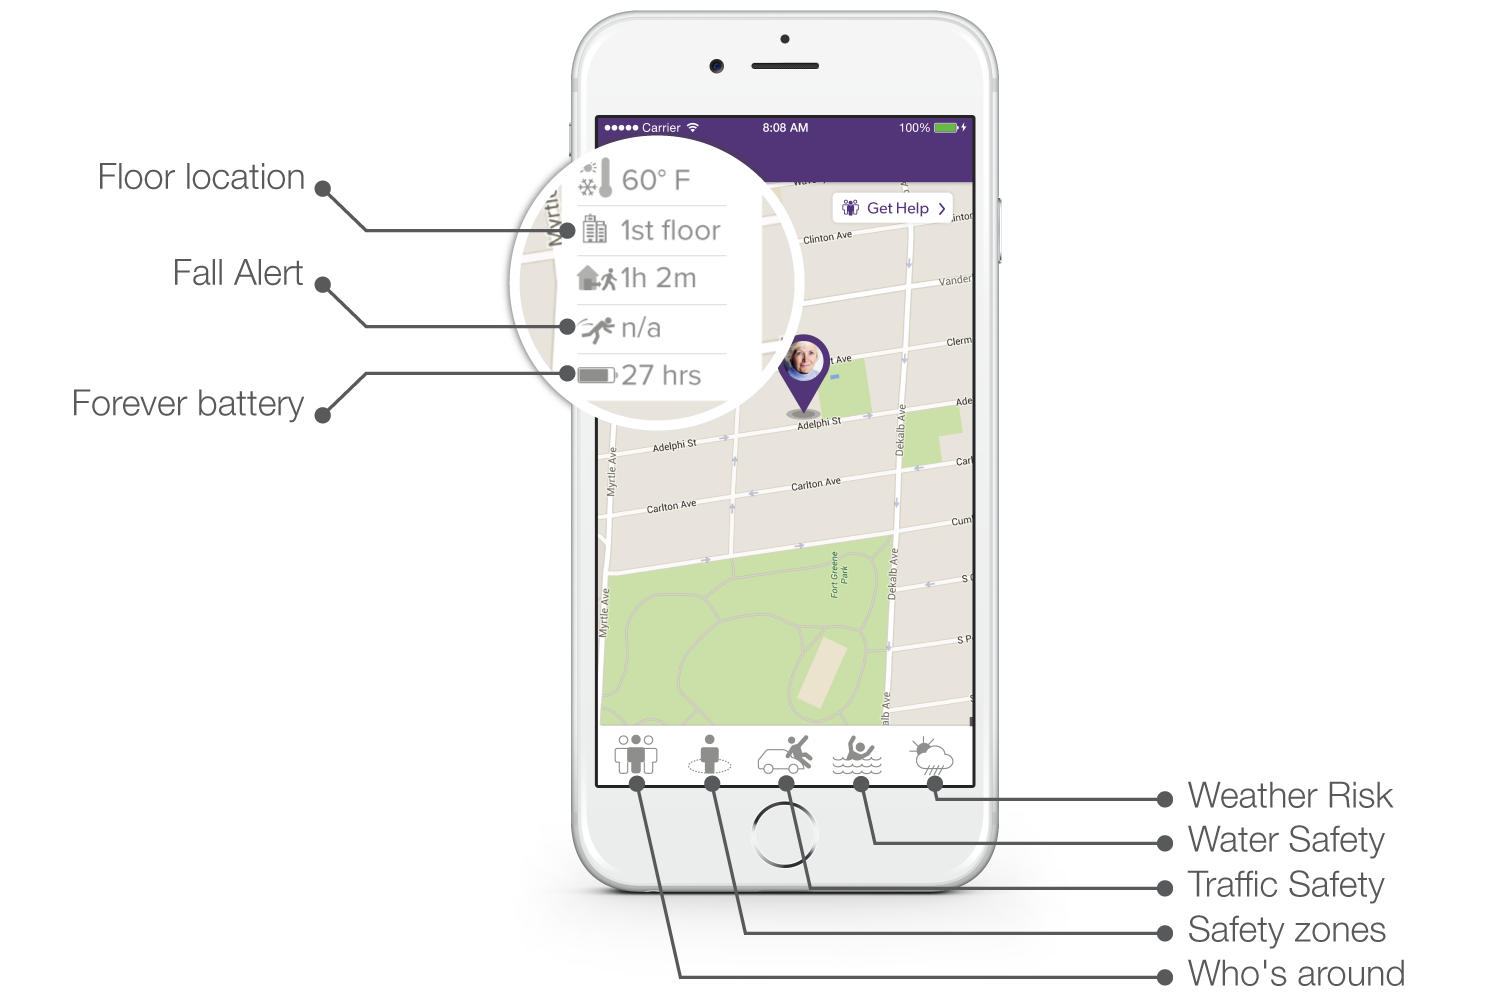 Carrier
8:08 AM
100%
60° F
1st floor
1h 2m
n/a
27 hrs
Floor location
Fall Alert
Forever battery
Get Help
Myrtle
Clinton Ave
Vander
Clerm
t Ave
Ade
Adelphi St
Adelphi St
Dekalb Ave
Myrtle Ave
Carl
Carlton Ave
Carlton Ave
Cum
Fort Greene
Park
Dekalb Ave
Myrtle Ave
S P
alb Ave
Weather Risk
Water Safety
Traffic Safety
Safety zones
Who's around